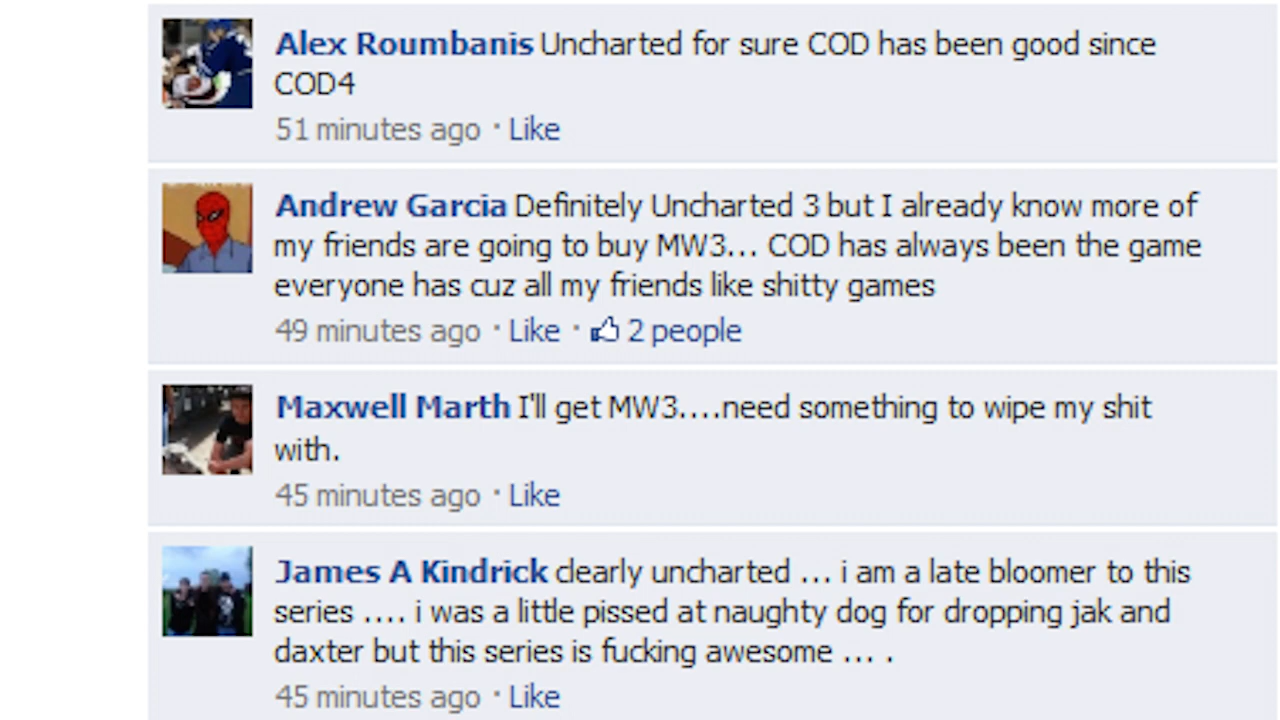 Alex Roumbanis Uncharted for sure COD has been good since
COD4
51 minutes ago · Like
Andrew Garcia Definitely Uncharted 3 but I already know more of
my friends are going to buy MW3... COD has always been the game
everyone has cuz all my friends like shitty games
49 minutes ago · Like · 2 people
Maxwell Marth I'll get MW3....need something to wipe my shit
with.
45 minutes ago · Like
James A Kindrick clearly uncharted ... i am a late bloomer to this
series .... i was a little pissed at naughty dog for dropping jak and
daxter but this series is fucking awesome ... .
45 minutes ago · Like